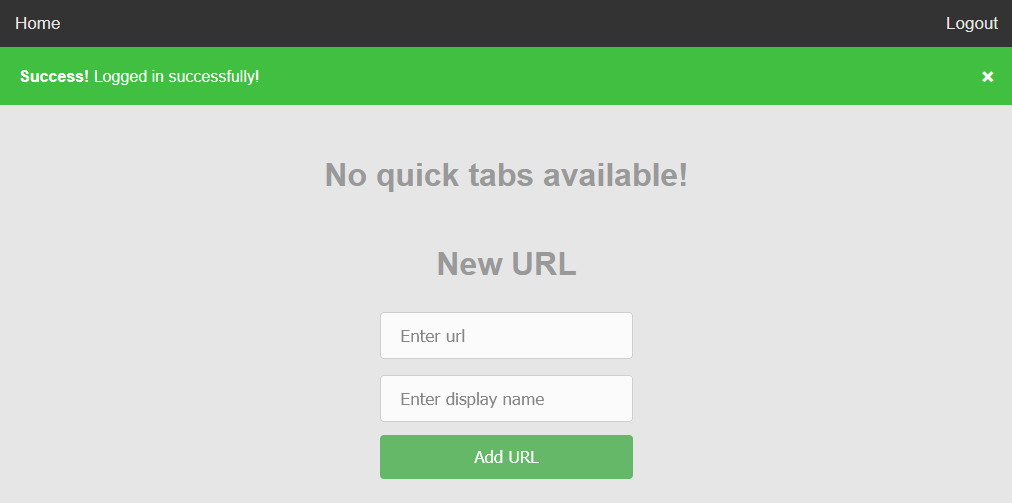 Home
Logout
Success! Logged in successfully!
×
No quick tabs available!
New URL
Enter url
Enter display name
Add URL